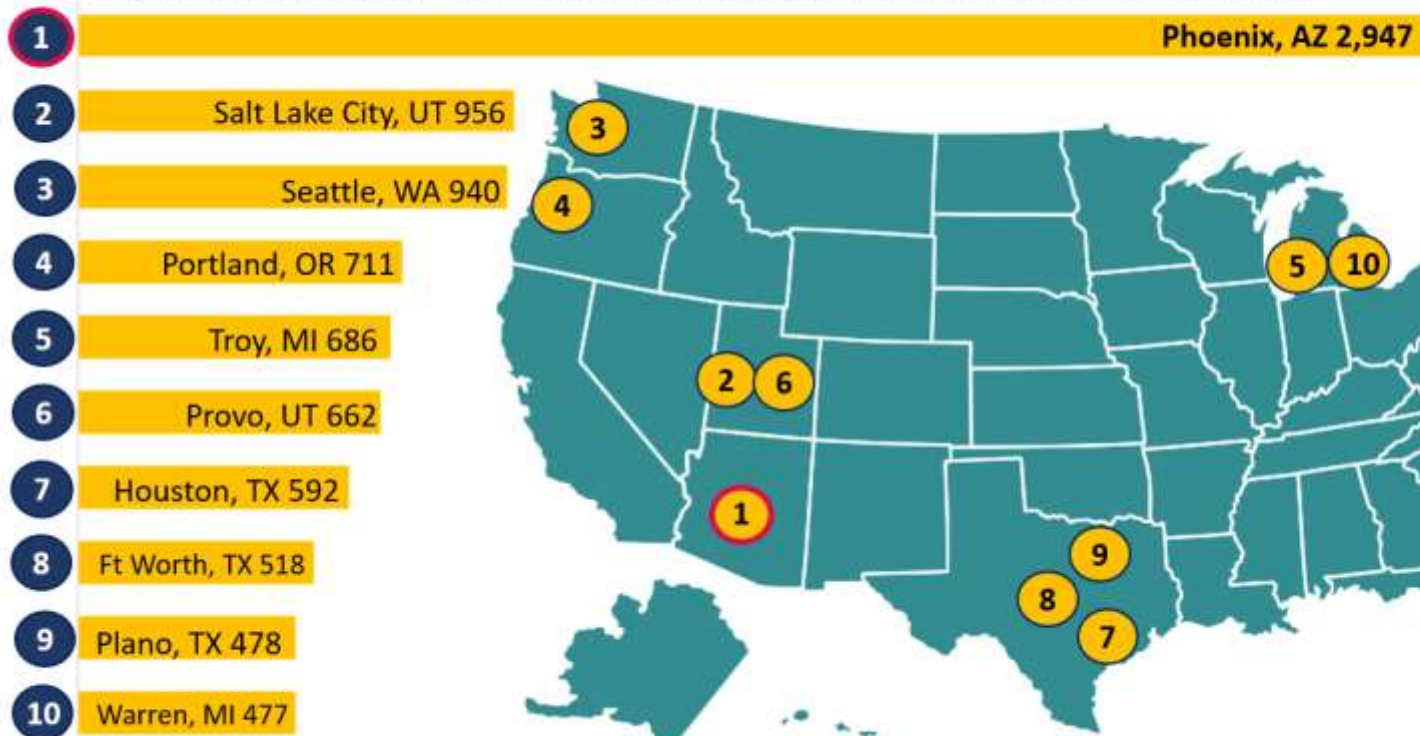 1 Phoenix, AZ 2,947
2 Salt Lake City, UT 956
3 Seattle, WA 940
4 Portland, OR 711
5 Troy, MI 686
6 Provo, UT 662
7 Houston, TX 592
8 Ft Worth, TX 518
9 Plano, TX 478
10 Warren, MI 477
3
4
5 10
2 6
1
9
8
7